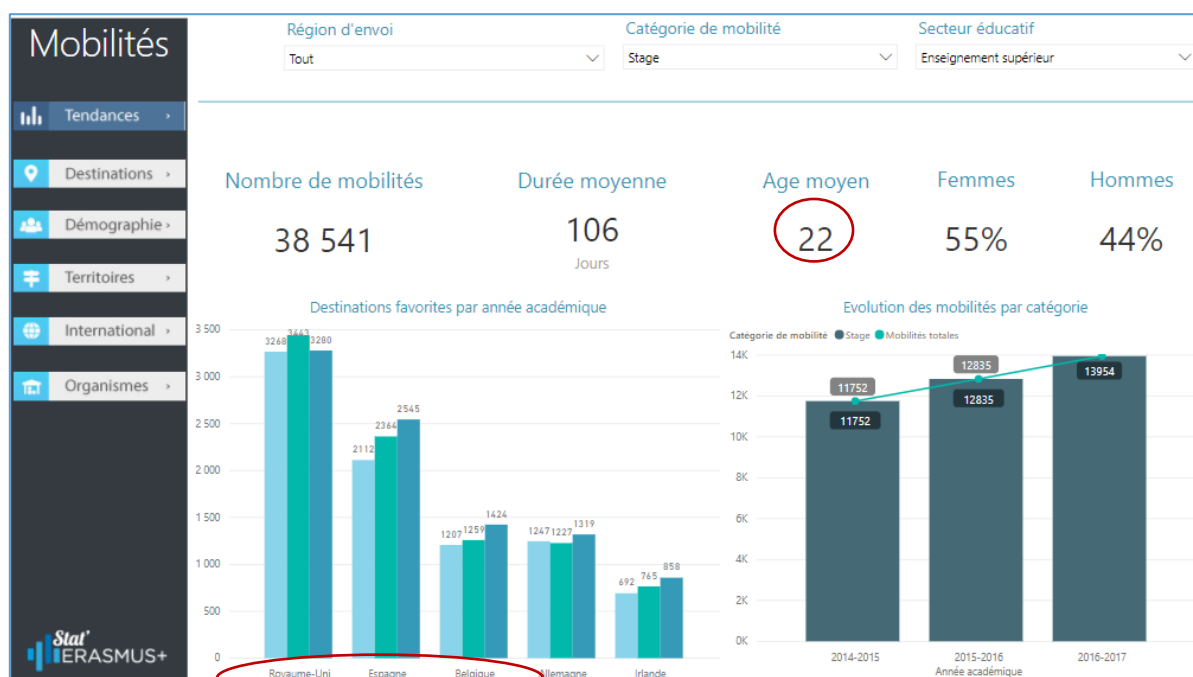 Mobilités
Tendances
Destinations
Démographie
Territoires
International
Organismes
Stat'
ERASMUS+
Région d'envoi
Tout
Catégorie de mobilité
Stage
Secteur éducatif
Enseignement supérieur
Nombre de mobilités
38 541
Durée moyenne
106
Jours
Age moyen
22
Femmes
55%
Hommes
44%
Destinations favorites par année académique
3 500
3 000
2 500
2 000
1 500
1 000
500
0
3268 3443 3280
2112 2364 2545
1207 1259 1424
1247 1227 1319
692 765 858
Royaume-Uni Espagne Belgique Allemagne Irlande
Evolution des mobilités par catégorie
Catégorie de mobilité Stage Mobilités totales
14K
12K
10K
8K
6K
4K
2K
0K
11752
11752
12835
12835
13954
2014-2015 2015-2016 2016-2017
Année académique